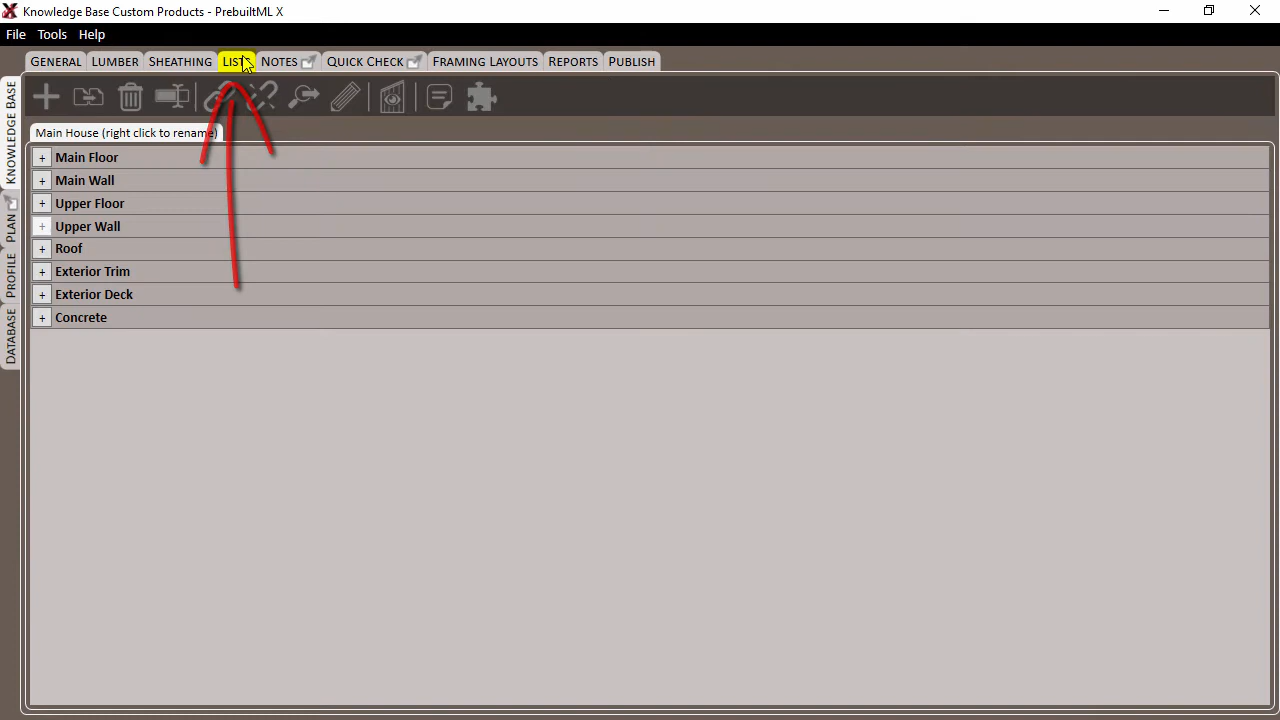 Knowledge Base Custom Products - PrebuiltML X
File Tools Help
GENERAL LUMBER SHEATHING LIST NOTES QUICK CHECK FRAMING LAYOUTS REPORTS PUBLISH
KNOWLEDGE BASE
PLAN
PROFILE
DATABASE
Main House (right click to rename)
Main Floor
Main Wall
Upper Floor
Upper Wall
Roof
Exterior Trim
Exterior Deck
Concrete